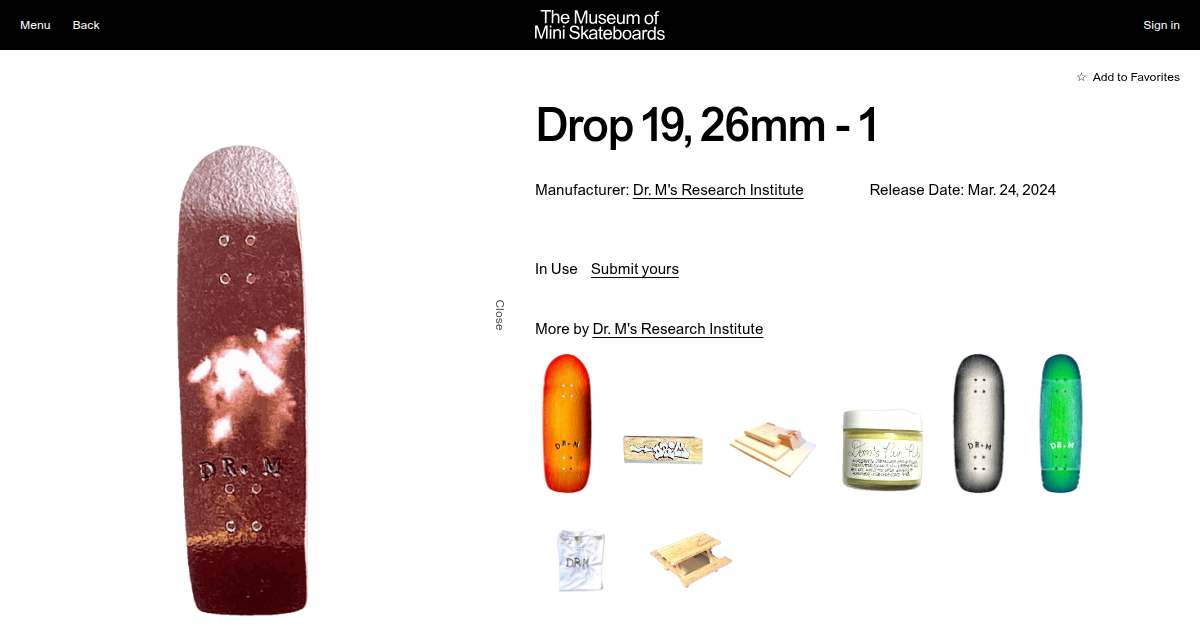 Menu
Back
The Museum of
Mini Skateboards
Sign in
☆ Add to Favorites
Drop 19, 26mm - 1
Manufacturer: Dr. M's Research Institute
Release Date: Mar. 24, 2024
In Use
Submit yours
Close
More by Dr. M's Research Institute
DR. M
DR. M
DR. M
DR. M
DR. M